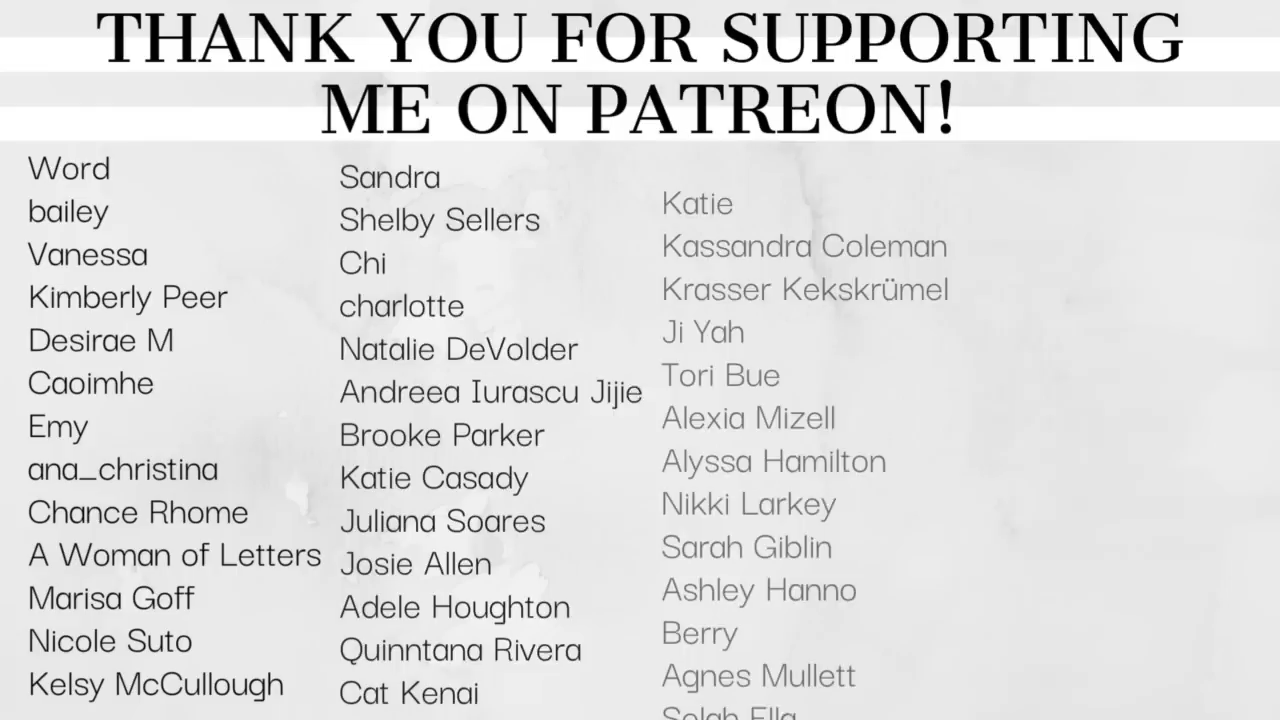 THANK YOU FOR SUPPORTING
ME ON PATREON!
Word
bailey
Vanessa
Kimberly Peer
Desirae M
Caoimhe
Emy
ana_christina
Chance Rhome
A Woman of Letters
Marisa Goff
Nicole Suto
Kelsy McCullough
Sandra
Shelby Sellers
Chi
charlotte
Natalie DeVolder
Andreea Iurascu Jijie
Brooke Parker
Katie Casady
Juliana Soares
Josie Allen
Adele Houghton
Quinntana Rivera
Cat Kenai
Katie
Kassandra Coleman
Krasser Kekskrümel
Ji Yah
Tori Bue
Alexia Mizell
Alyssa Hamilton
Nikki Larkey
Sarah Giblin
Ashley Hanno
Berry
Agnes Mullett